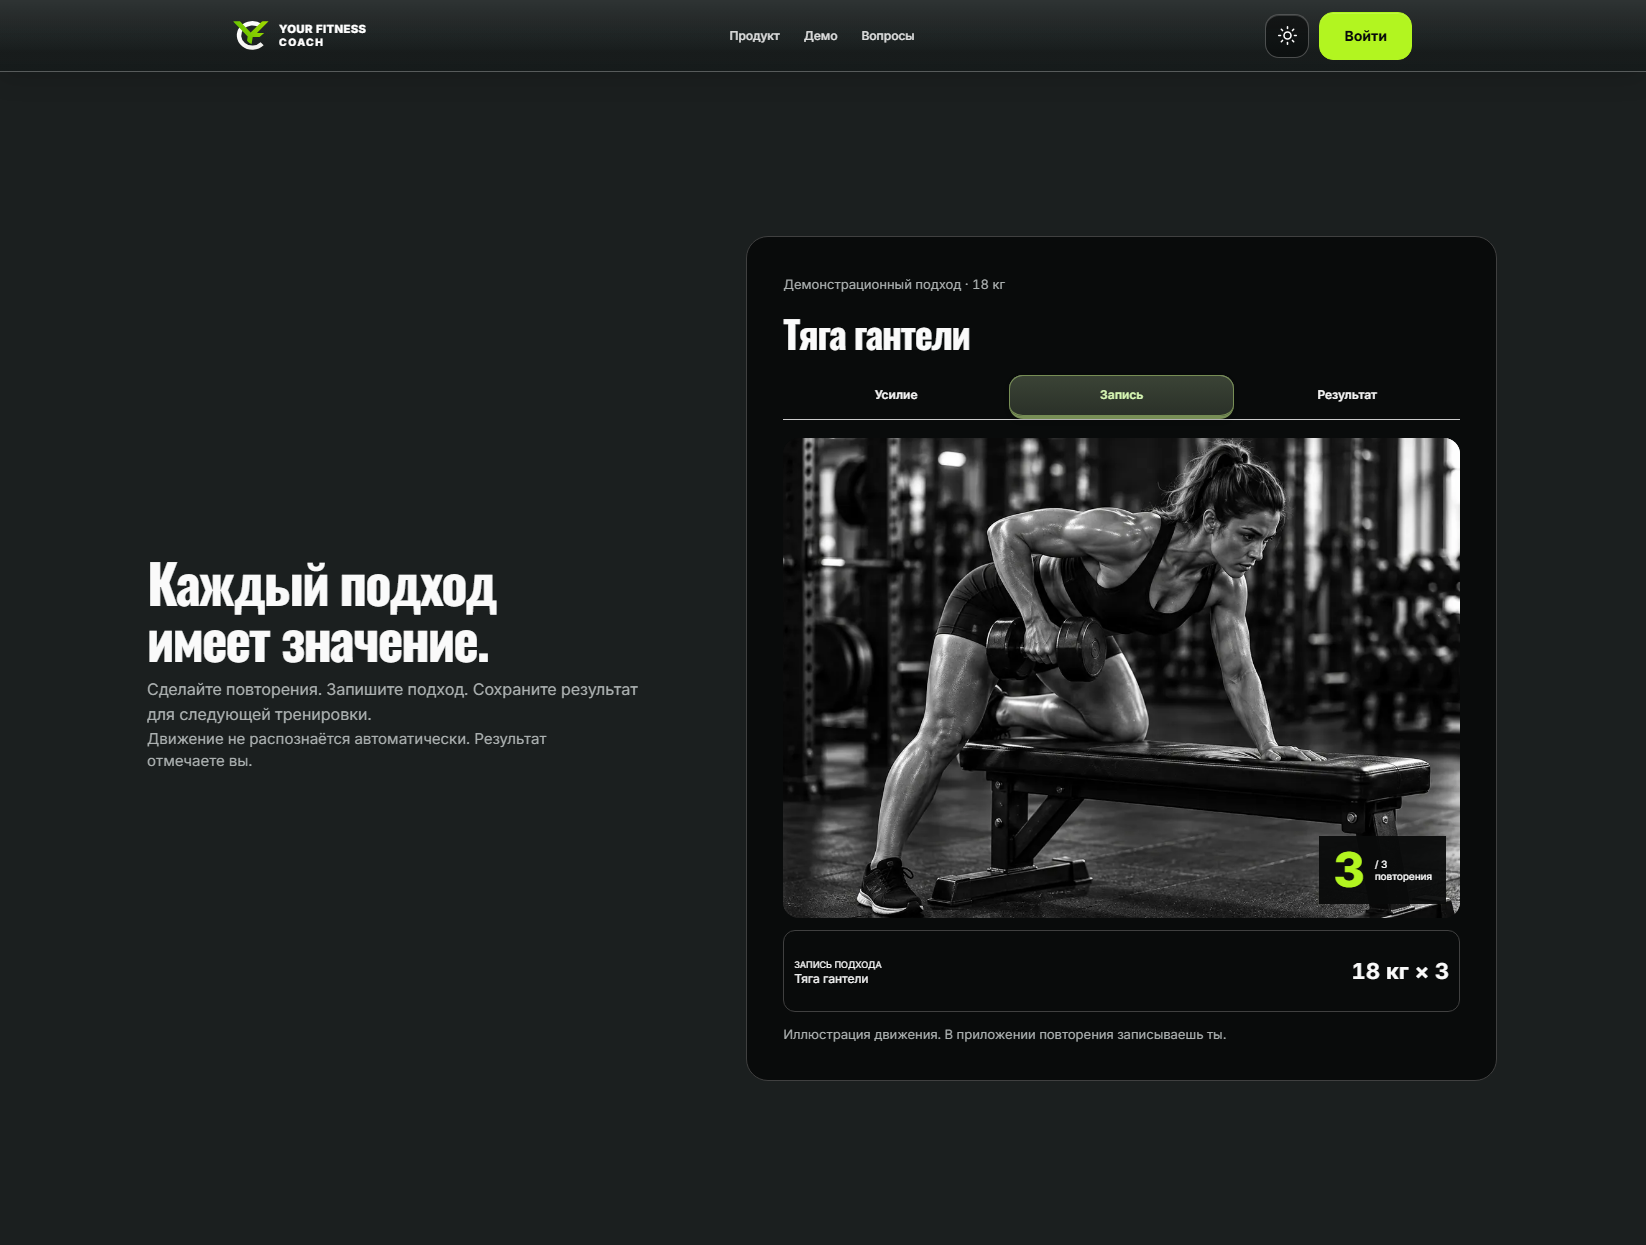 YOUR FITNESS
COACH
Продукт
Демо
Вопросы
Войти
Каждый подход
имеет значение.
Сделайте повторения. Запишите подход. Сохраните результат
для следующей тренировки.
Движение не распознаётся автоматически. Результат
отмечаете вы.
Демонстрационный подход · 18 кг
Тяга гантели
Усилие
Запись
Результат
3
/ 3
повторения
ЗАПИСЬ ПОДХОДА
Тяга гантели
18 кг × 3
Иллюстрация движения. В приложении повторения записываешь ты.